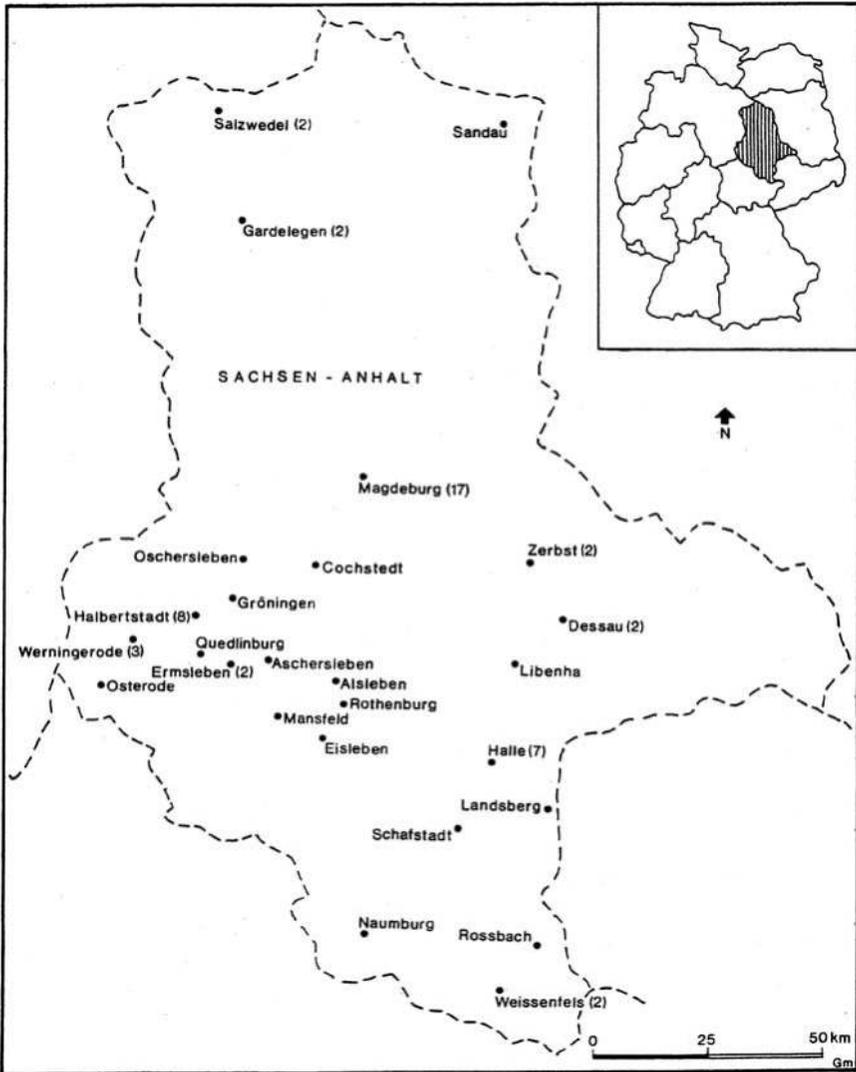 Salzwedel (2)
Sandau
Gardelegen (2)
SACHSEN - ANHALT
N
Magdeburg (17)
Oschersleben
Cochstedt
Zerbst (2)
Gröningen
Halbertstadt (8)
Dessau (2)
Werningerode (3)
Quedlinburg
Ermsleben (2)
Aschersleben
Libenha
Osterode
Alsleben
Rothenburg
Mansfeld
Eisleben
Halle (7)
Landsberg
Schafstadt
Naumburg
Rossbach
Weissenfels (2)
0 25 50 km
Gm